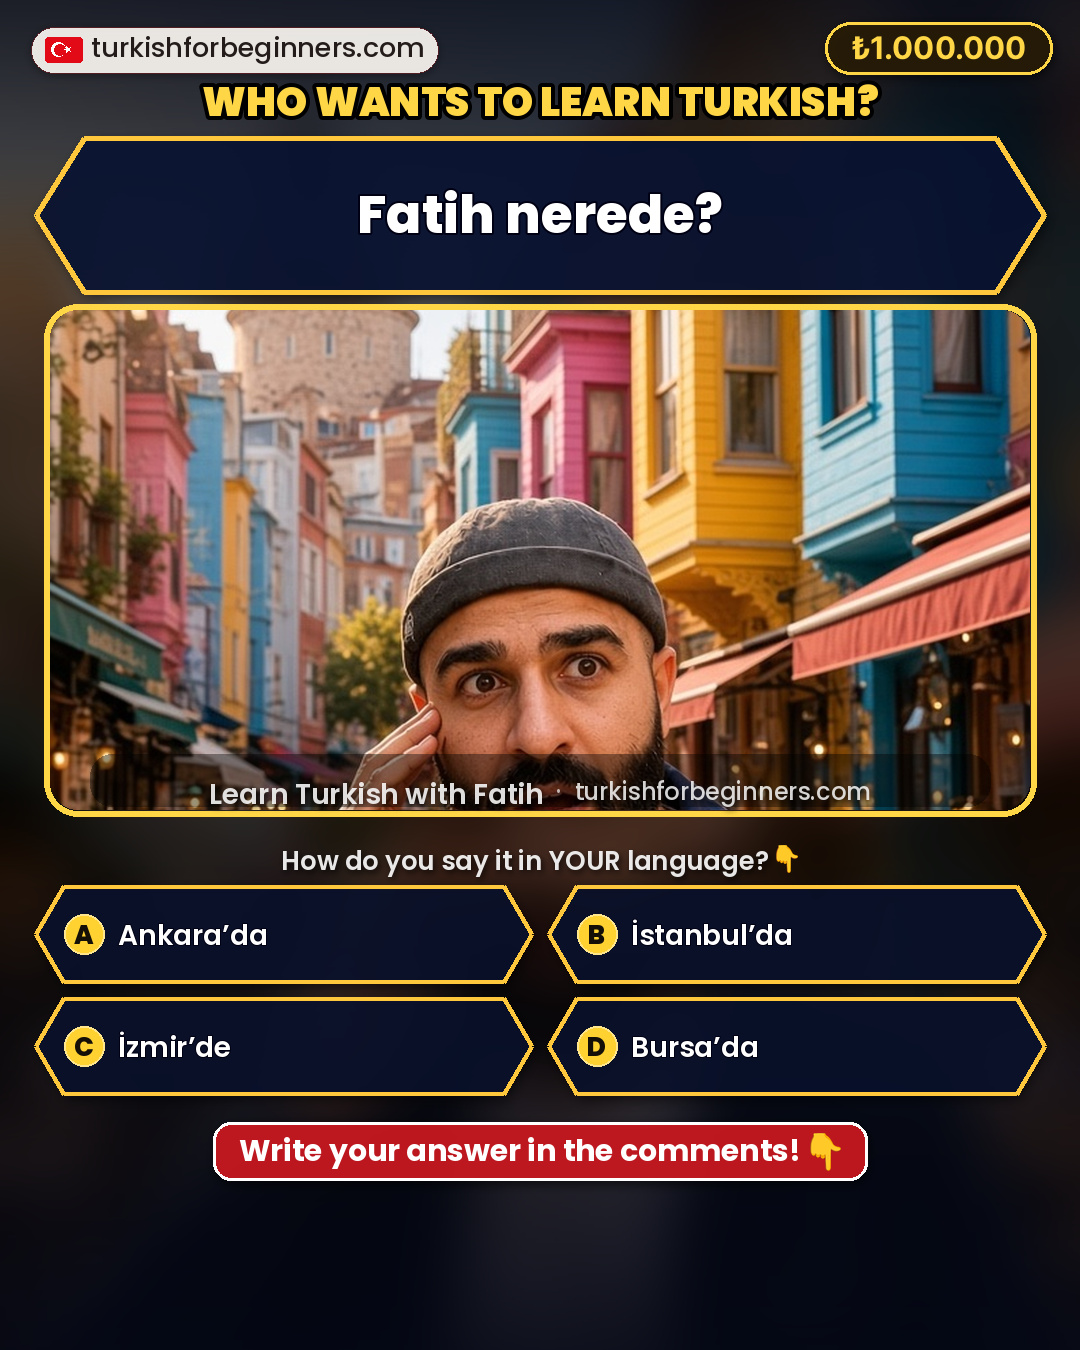 turkishforbeginners.com
₺1.000.000
WHO WANTS TO LEARN TURKISH?
Fatih nerede?
Learn Turkish with Fatih · turkishforbeginners.com
How do you say it in YOUR language? 👇
A Ankara’da
B İstanbul’da
C İzmir’de
D Bursa’da
Write your answer in the comments! 👇